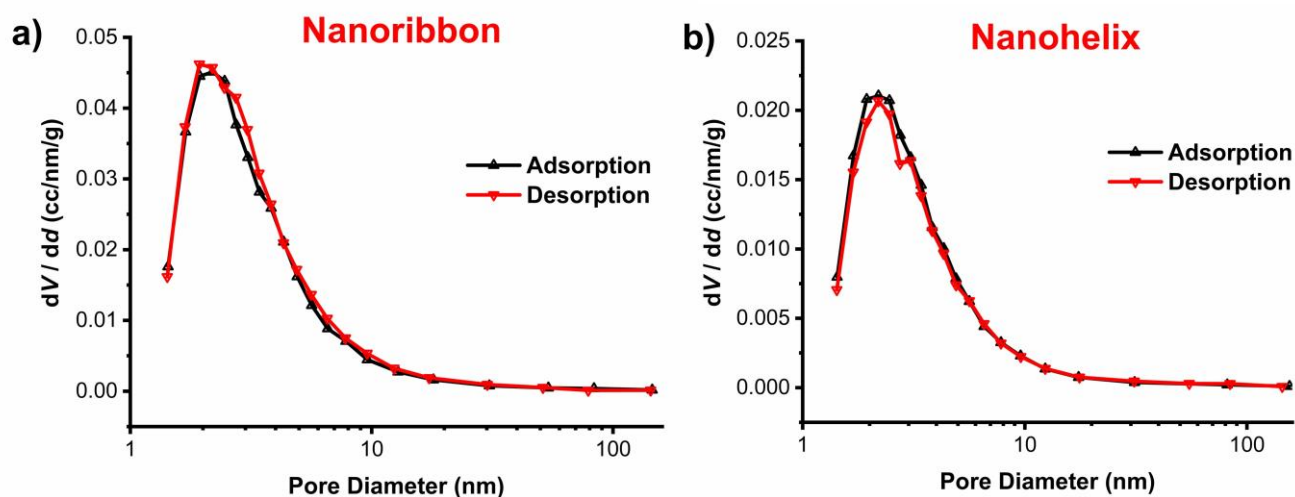 a)
Nanoribbon
0.05
0.04
0.03
0.02
0.01
0.00
dV / dd (cc/nm/g)
Adsorption
Desorption
1
10
100
Pore Diameter (nm)
b)
Nanohelix
0.025
0.020
0.015
0.010
0.005
0.000
dV / dd (cc/nm/g)
Adsorption
Desorption
1
10
100
Pore Diameter (nm)